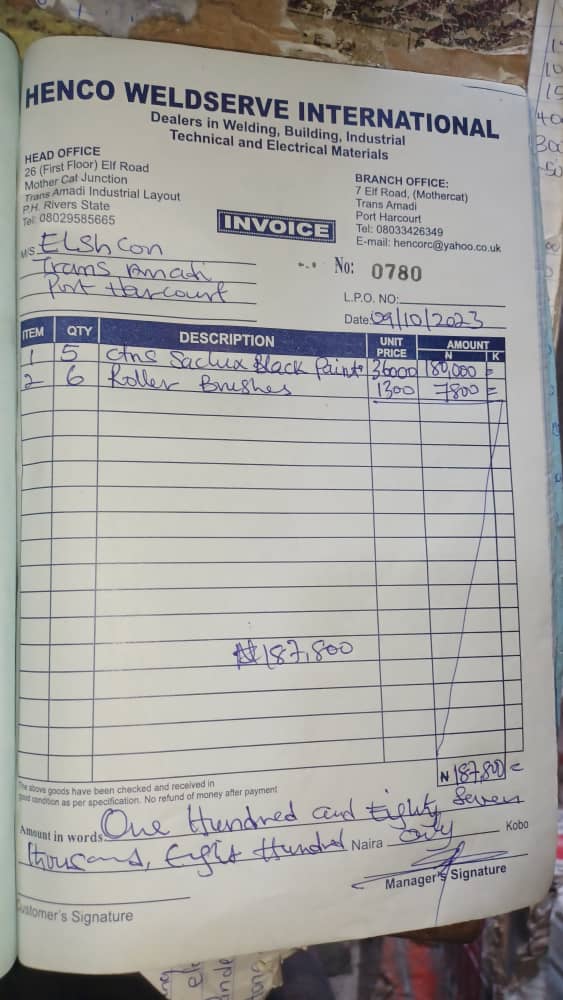 HENCO WELDSERVE INTERNATIONAL
Dealers in Welding, Building, Industrial
Technical and Electrical Materials
HEAD OFFICE
26 (First Floor) Elf Road
Mother Cat Junction
Trans Amadi Industrial Layout
P.H. Rivers State
Tel: 08029585665
BRANCH OFFICE:
7 Elf Road, (Mothercat)
Trans Amadi
Port Harcourt
Tel: 08033426349
E-mail: hencorc@yahoo.co.uk
INVOICE
No: 0780
M/S Elsh Con
Trans Amadi
Port Harcourt
L.P.O. NO:
Date: 09/10/2023
ITEM QTY DESCRIPTION UNIT PRICE AMOUNT N K
1 5 Ctns Saclux Black Paint 36000 180,000 =
2 6 Roller Brushes 1300 7800 =
₦187,800
N 187,800 =
The above goods have been checked and received in
good condition as per specification. No refund of money after payment
Amount in words One Hundred and Eighty Seven
thousand, Eight Hundred Naira only Kobo
Manager's Signature
Customer's Signature